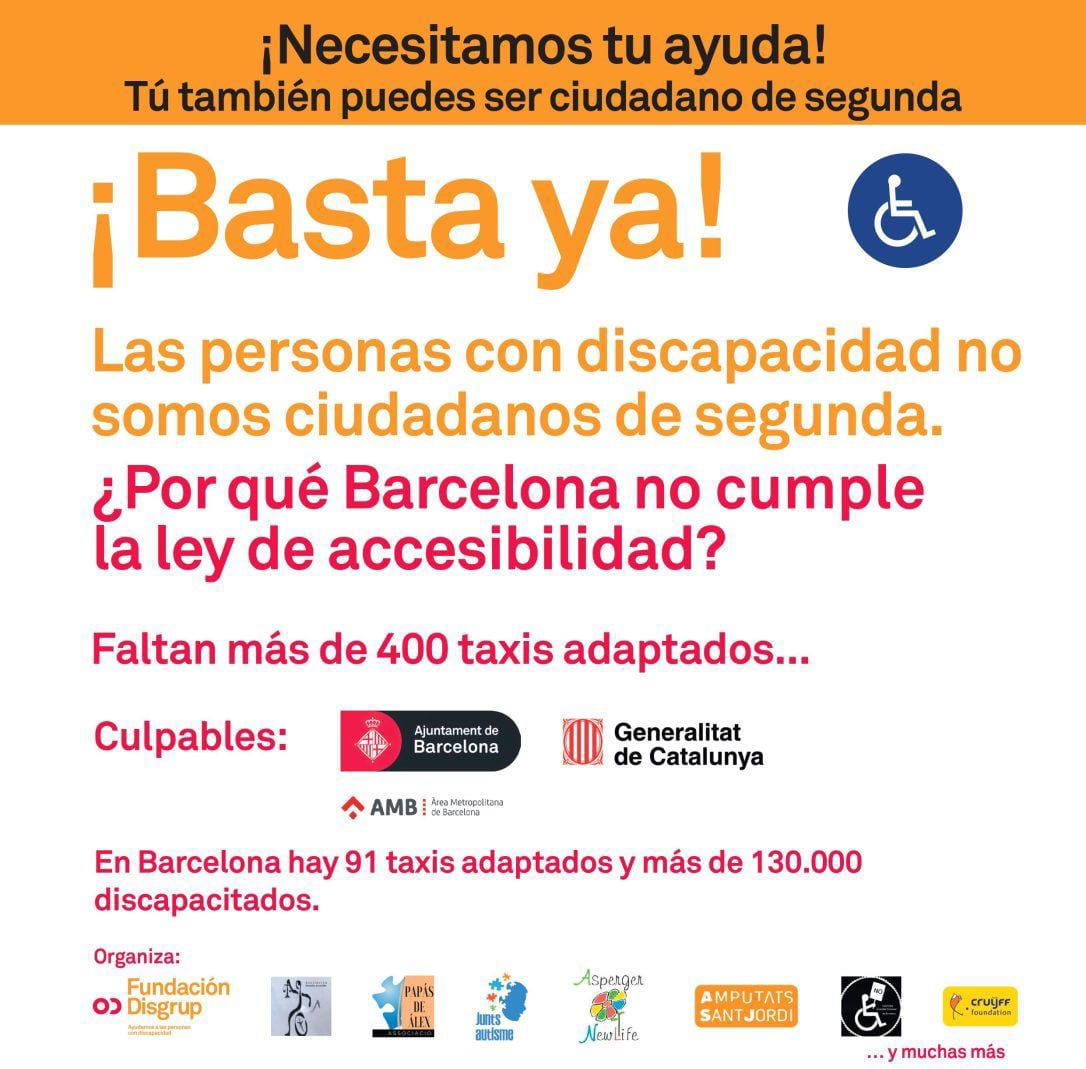 ¡Necesitamos tu ayuda!
Tú también puedes ser ciudadano de segunda
¡Basta ya!
Las personas con discapacidad no
somos ciudadanos de segunda.
¿Por qué Barcelona no cumple
la ley de accesibilidad?
Faltan más de 400 taxis adaptados...
Culpables:
Ajuntament de
Barcelona
Generalitat
de Catalunya
AMB
Àrea Metropolitana
de Barcelona
En Barcelona hay 91 taxis adaptados y más de 130.000
discapacitados.
Organiza:
Fundación
Disgrup
Ayudamos a las personas
con discapacidad
PAPÁS
DE ÀLEX
ASSOCIACIÓ
Junts
autisme
Asperger
NewLife
AMPUTATS
SANT JORDI
NO
cruyff
foundation
... y muchas más